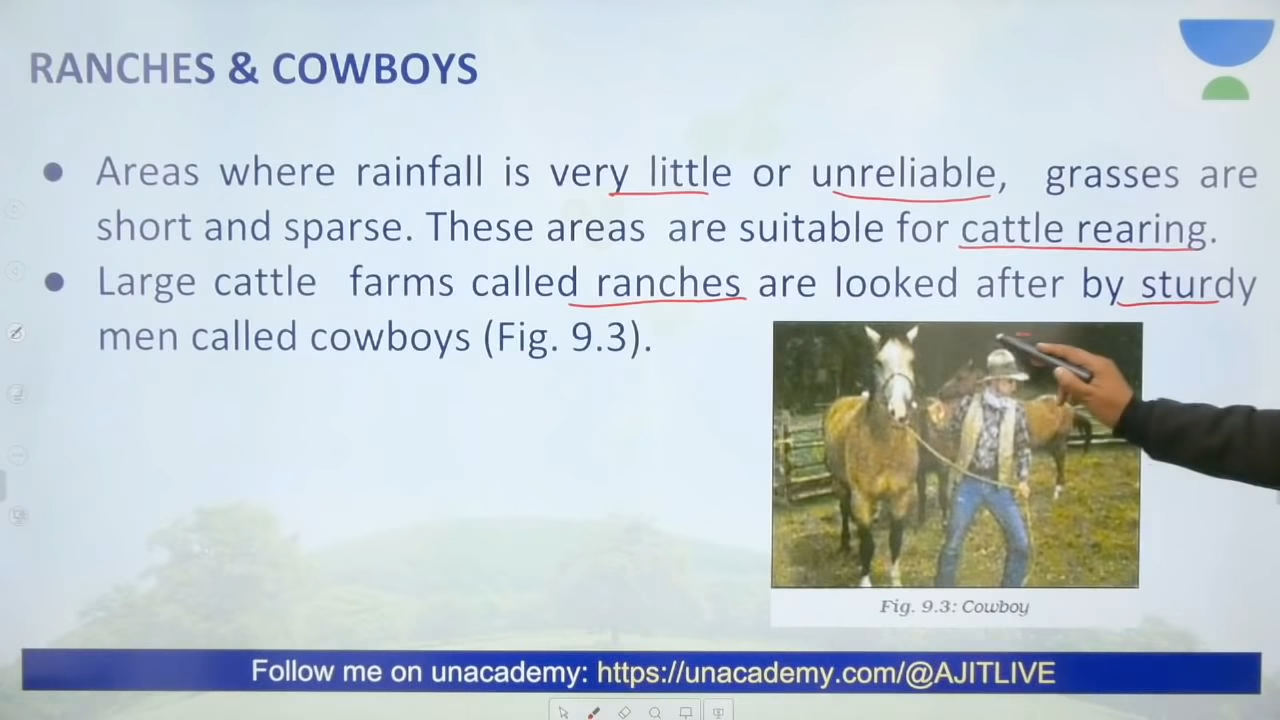 RANCHES & COWBOYS
● Areas where rainfall is very little or unreliable, grasses are
short and sparse. These areas are suitable for cattle rearing.
● Large cattle farms called ranches are looked after by sturdy
men called cowboys (Fig. 9.3).
Fig. 9.3: Cowboy
Follow me on unacademy: https://unacademy.com/@AJITLIVE